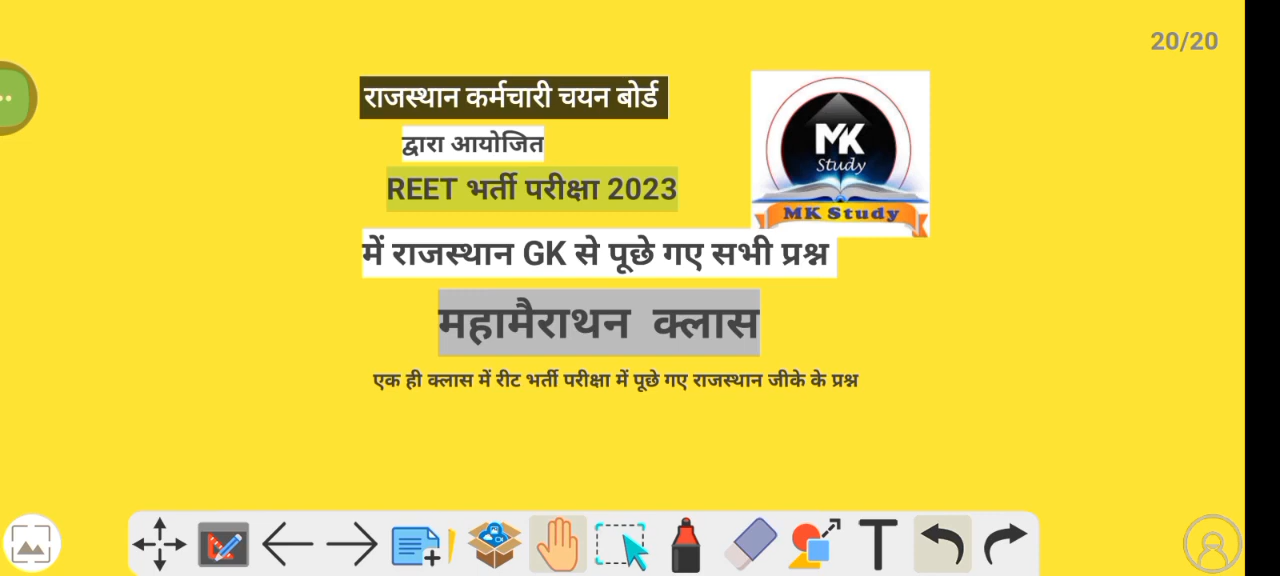 20/20
राजस्थान कर्मचारी चयन बोर्ड
द्वारा आयोजित
REET भर्ती परीक्षा 2023
MK
Study
MK Study
में राजस्थान GK से पूछे गए सभी प्रश्न
महामैराथन क्लास
एक ही क्लास में रीट भर्ती परीक्षा में पूछे गए राजस्थान जीके के प्रश्न